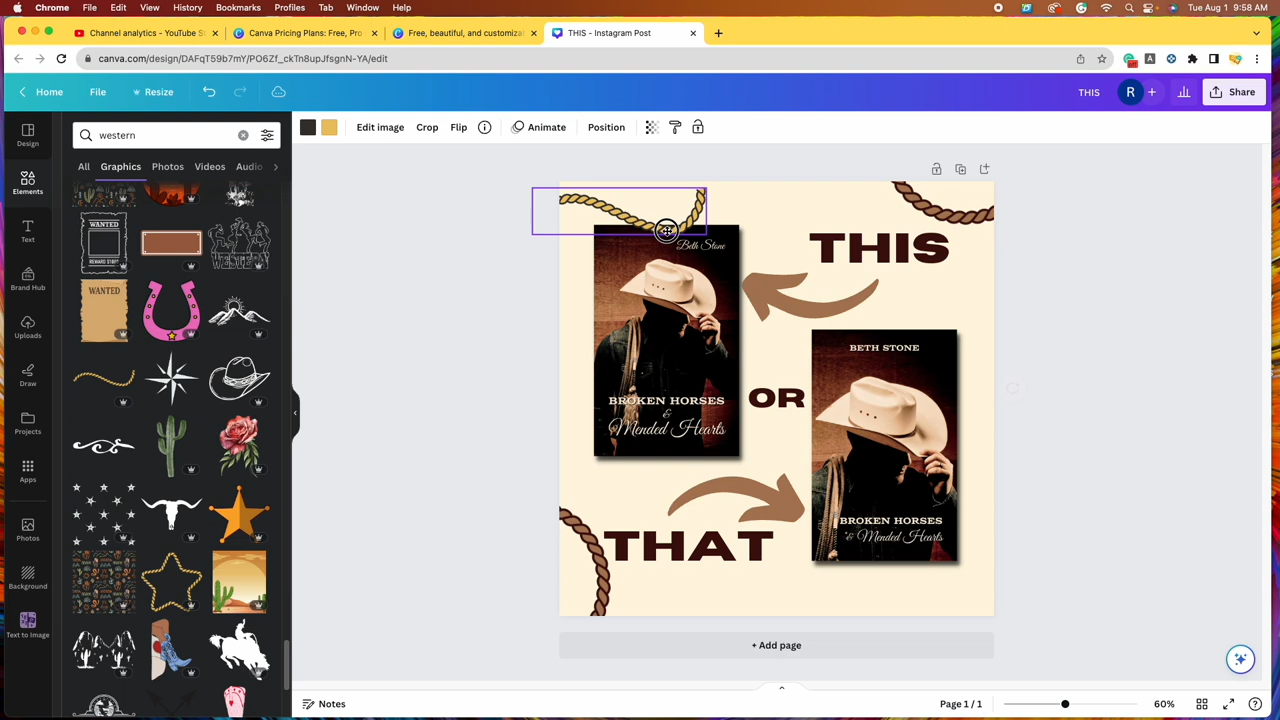 Chrome File Edit View History Bookmarks Profiles Tab Window Help
Tue Aug 1 9:58 AM
Channel analytics - YouTube S
Canva Pricing Plans: Free, Pro
Free, beautiful, and customiza
THIS - Instagram Post
canva.com/design/DAFqT59b7mY/PO6Zf_ckTn8upJfsgnN-YA/edit
Home File Resize
THIS R Share
Design
western
Edit image Crop Flip Animate Position
All Graphics Photos Videos Audio
Elements
Text
Brand Hub
Uploads
Draw
Projects
Apps
Photos
Background
Text to Image
WANTED
WANTED
Beth Stone
BROKEN HORSES
&
Mended Hearts
THIS
OR
BETH STONE
BROKEN HORSES
& Mended Hearts
THAT
+ Add page
Notes
Page 1 / 1
60%